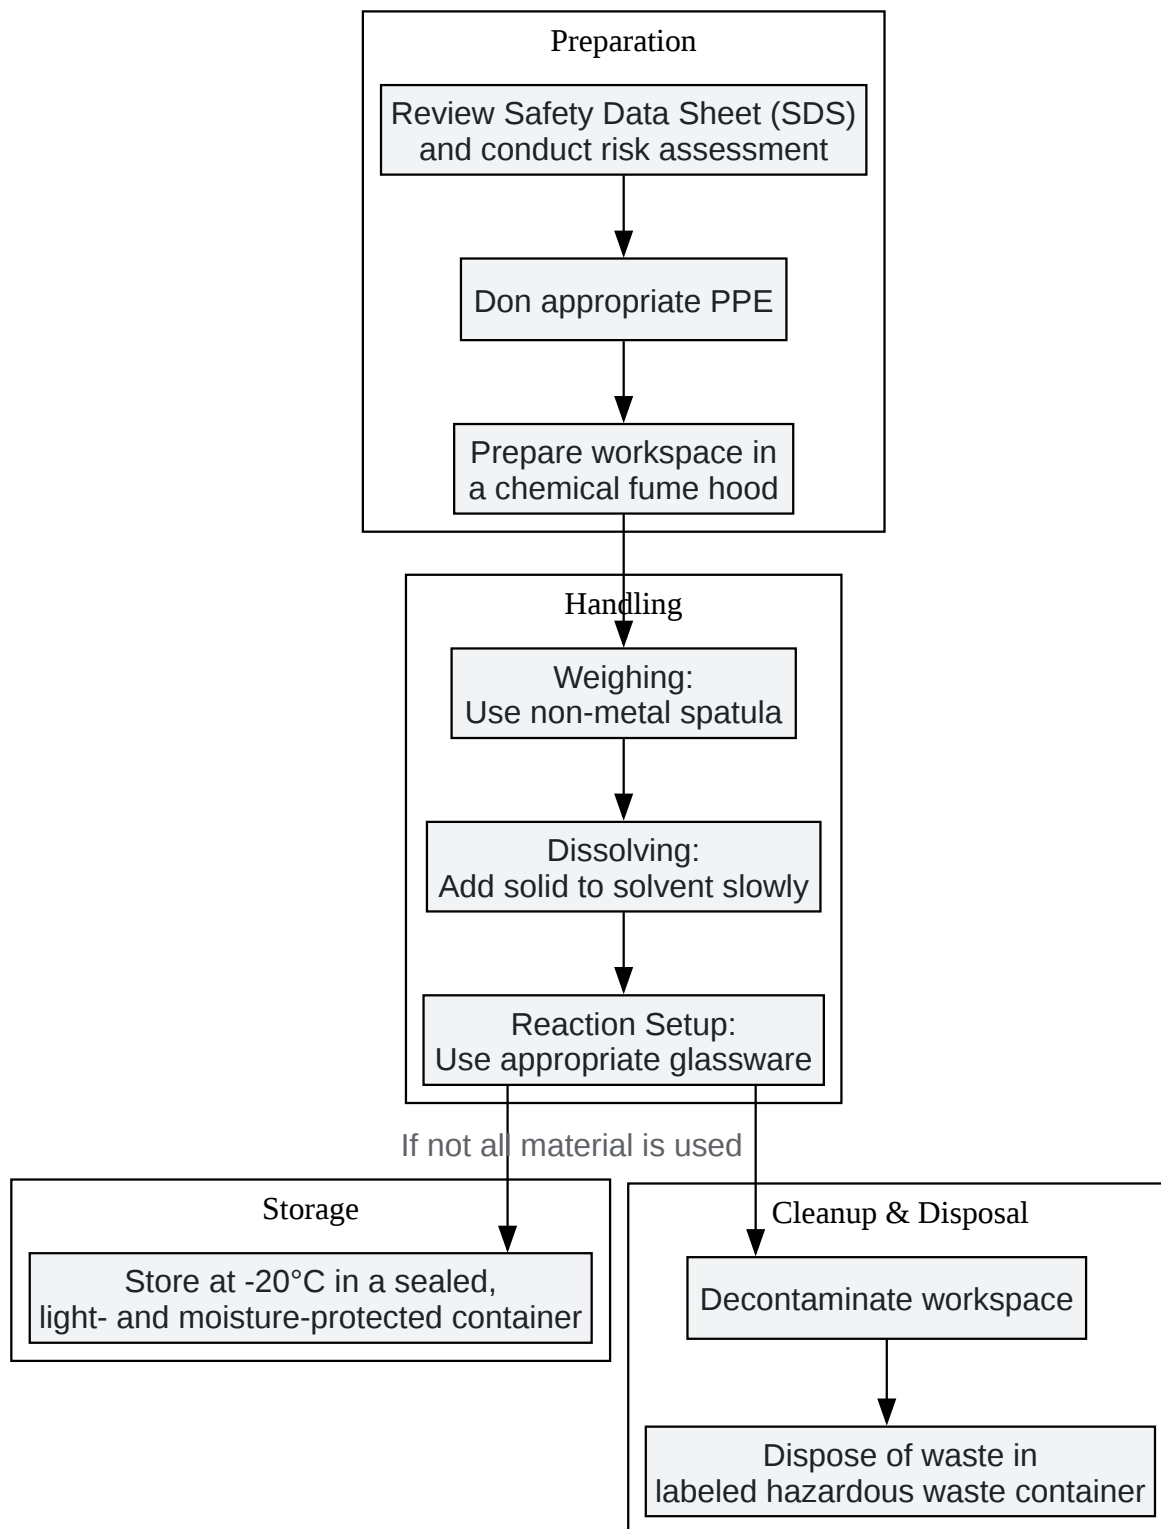 Preparation
Review Safety Data Sheet (SDS)
and conduct risk assessment
Don appropriate PPE
Prepare workspace in
a chemical fume hood
Handling
Weighing:
Use non-metal spatula
Dissolving:
Add solid to solvent slowly
Reaction Setup:
Use appropriate glassware
If not all material is used
Storage
Store at -20°C in a sealed,
light- and moisture-protected container
Cleanup & Disposal
Decontaminate workspace
Dispose of waste in
labeled hazardous waste container